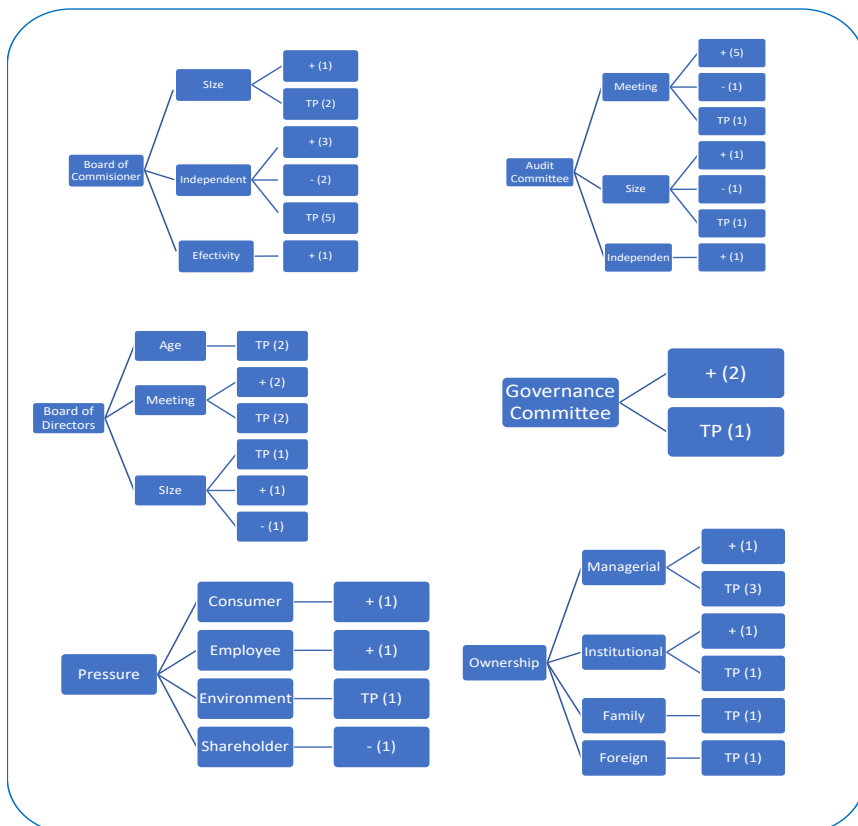 Board of
Commisioner
SIze
+ (1)
TP (2)
Independent
+ (3)
- (2)
TP (5)
Efectivity
+ (1)
Audit
Committee
Meeting
+ (5)
- (1)
TP (1)
Size
+ (1)
- (1)
TP (1)
Independen
+ (1)
Board of
Directors
Age
TP (2)
Meeting
+ (2)
TP (2)
SIze
TP (1)
+ (1)
- (1)
Governance
Committee
+ (2)
TP (1)
Pressure
Consumer
+ (1)
Employee
+ (1)
Environment
TP (1)
Shareholder
- (1)
Ownership
Managerial
+ (1)
TP (3)
Institutional
+ (1)
TP (1)
Family
TP (1)
Foreign
TP (1)